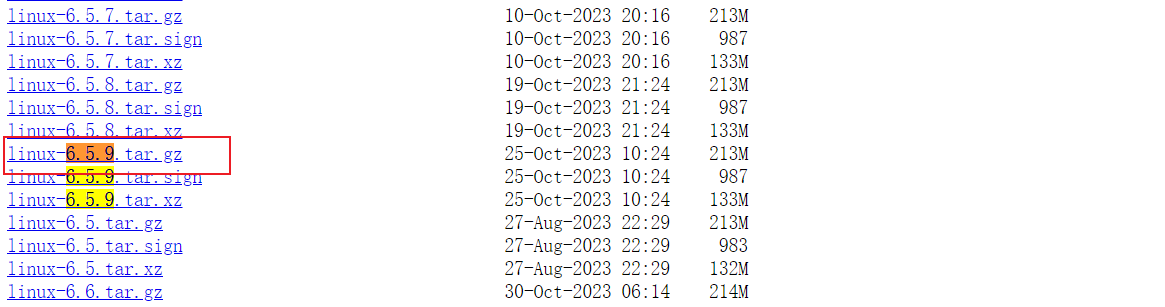 linux-6.5.7.tar.gz 10-Oct-2023 20:16 213M
linux-6.5.7.tar.sign 10-Oct-2023 20:16 987
linux-6.5.7.tar.xz 10-Oct-2023 20:16 133M
linux-6.5.8.tar.gz 19-Oct-2023 21:24 213M
linux-6.5.8.tar.sign 19-Oct-2023 21:24 987
linux-6.5.8.tar.xz 19-Oct-2023 21:24 133M
linux-6.5.9.tar.gz 25-Oct-2023 10:24 213M
linux-6.5.9.tar.sign 25-Oct-2023 10:24 987
linux-6.5.9.tar.xz 25-Oct-2023 10:24 133M
linux-6.5.tar.gz 27-Aug-2023 22:29 213M
linux-6.5.tar.sign 27-Aug-2023 22:29 983
linux-6.5.tar.xz 27-Aug-2023 22:29 132M
linux-6.6.tar.gz 30-Oct-2023 06:14 214M